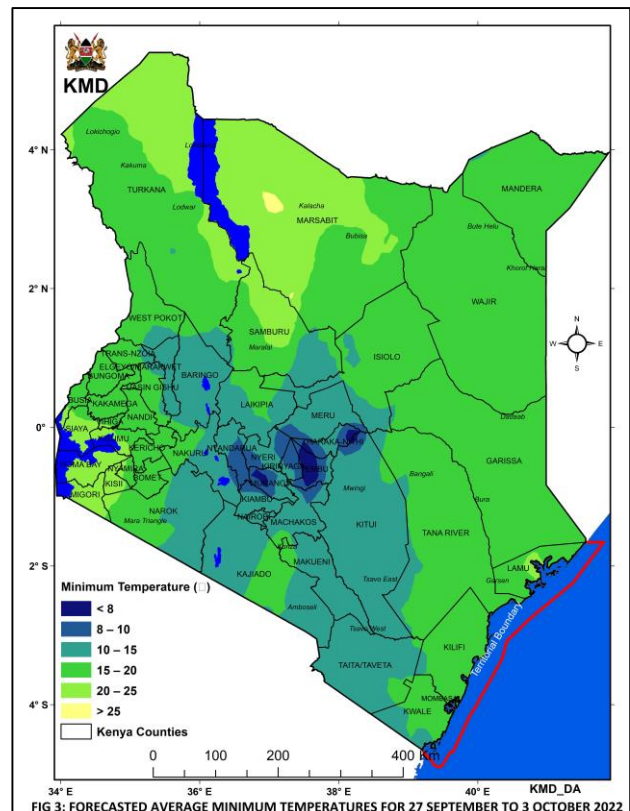 KMD
4° N
2° N
0°
2° S
4° S
Lokichogio
Kakuma
TURKANA
Lodwar
Kalacha
MARSABIT
Bubisa
MANDERA
Bute Helu
Khorof Harar
WAJIR
WEST POKOT
SAMBURU
Maralal
ISIOLO
N
W
E
S
TRANS-NZOIA
BARINGO
BUSIA
KAKAMEGA
NANDI
LAIKIPIA
MERU
Dadaab
SIAYA
NYANDARUA
NAKURU
NYERI
GARISSA
KERICHO
NYAMIRA
KISII
BOMET
MIGORI
KIAMBU
NAIROBI
MACHAKOS
Mwingi
Bangali
Bura
NAROK
Mara Triangle
KITUI
TANA RIVER
LAMU
Garsen
KAJIADO
MAKUENI
Tsavo East
Amboseli
Tsavo West
TAITA/TAVETA
KILIFI
MOMBASA
KWALE
Territorial Boundary
Minimum Temperature (□)
< 8
8 – 10
10 – 15
15 – 20
20 – 25
> 25
Kenya Counties
0 100 200 400 Km
34° E 36° E 38° E 40° E
KMD_DA
FIG 3: FORECASTED AVERAGE MINIMUM TEMPERATURES FOR 27 SEPTEMBER TO 3 OCTOBER 2022